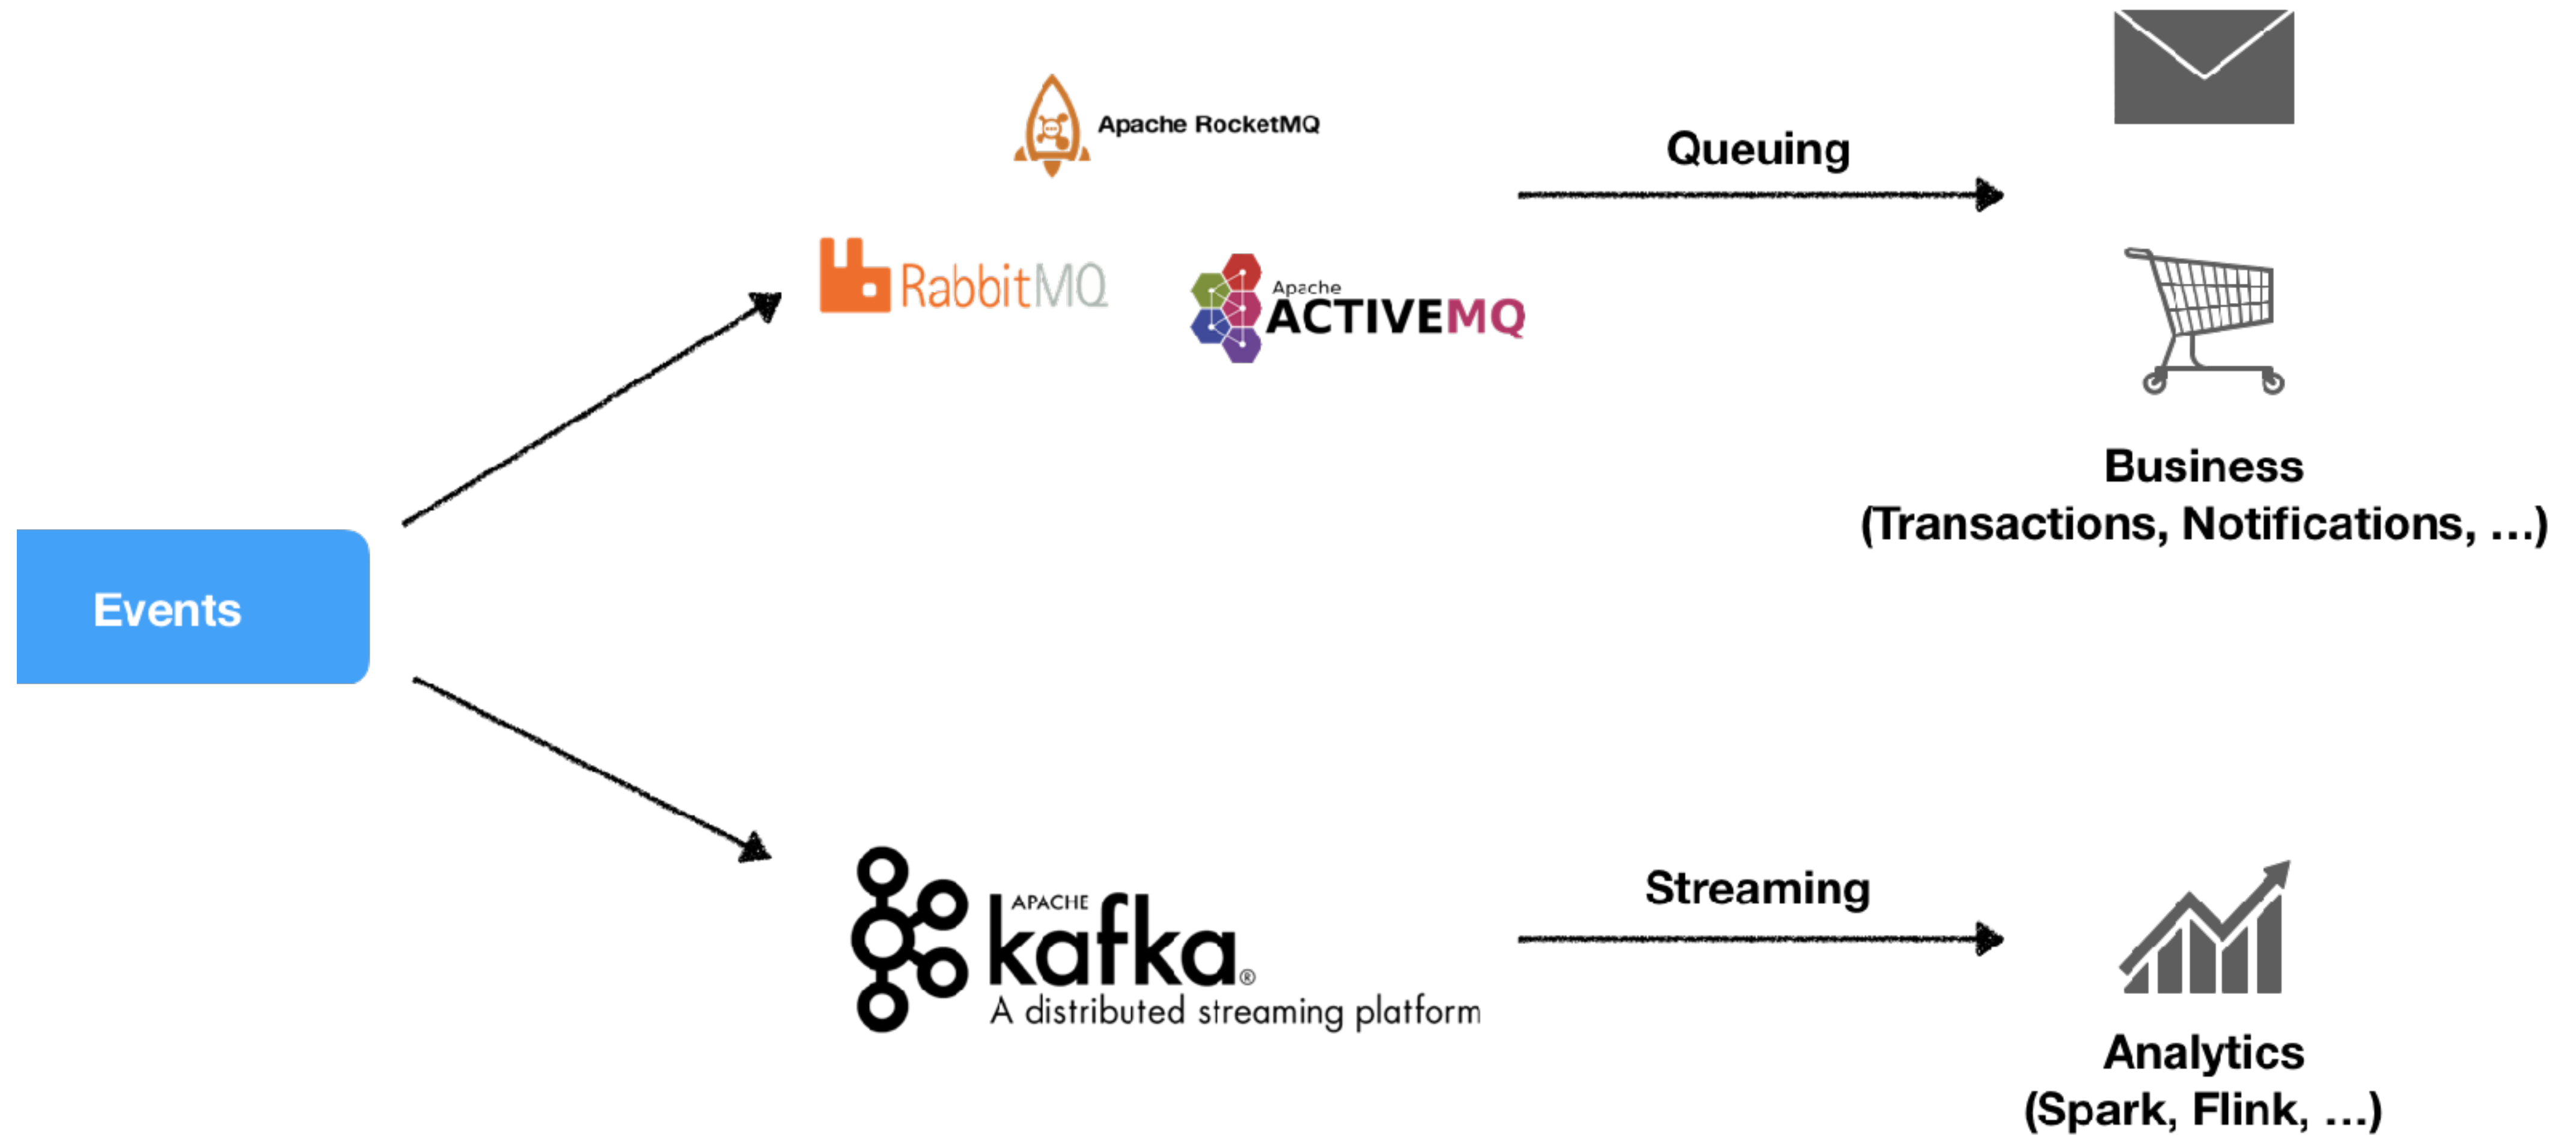 Apache RocketMQ
Queuing
RabbitMQ
Apache
ACTIVEMQ
Business
(Transactions, Notifications, ...)
Events
Streaming
APACHE
kafka®
A distributed streaming platform
Analytics
(Spark, Flink, ...)